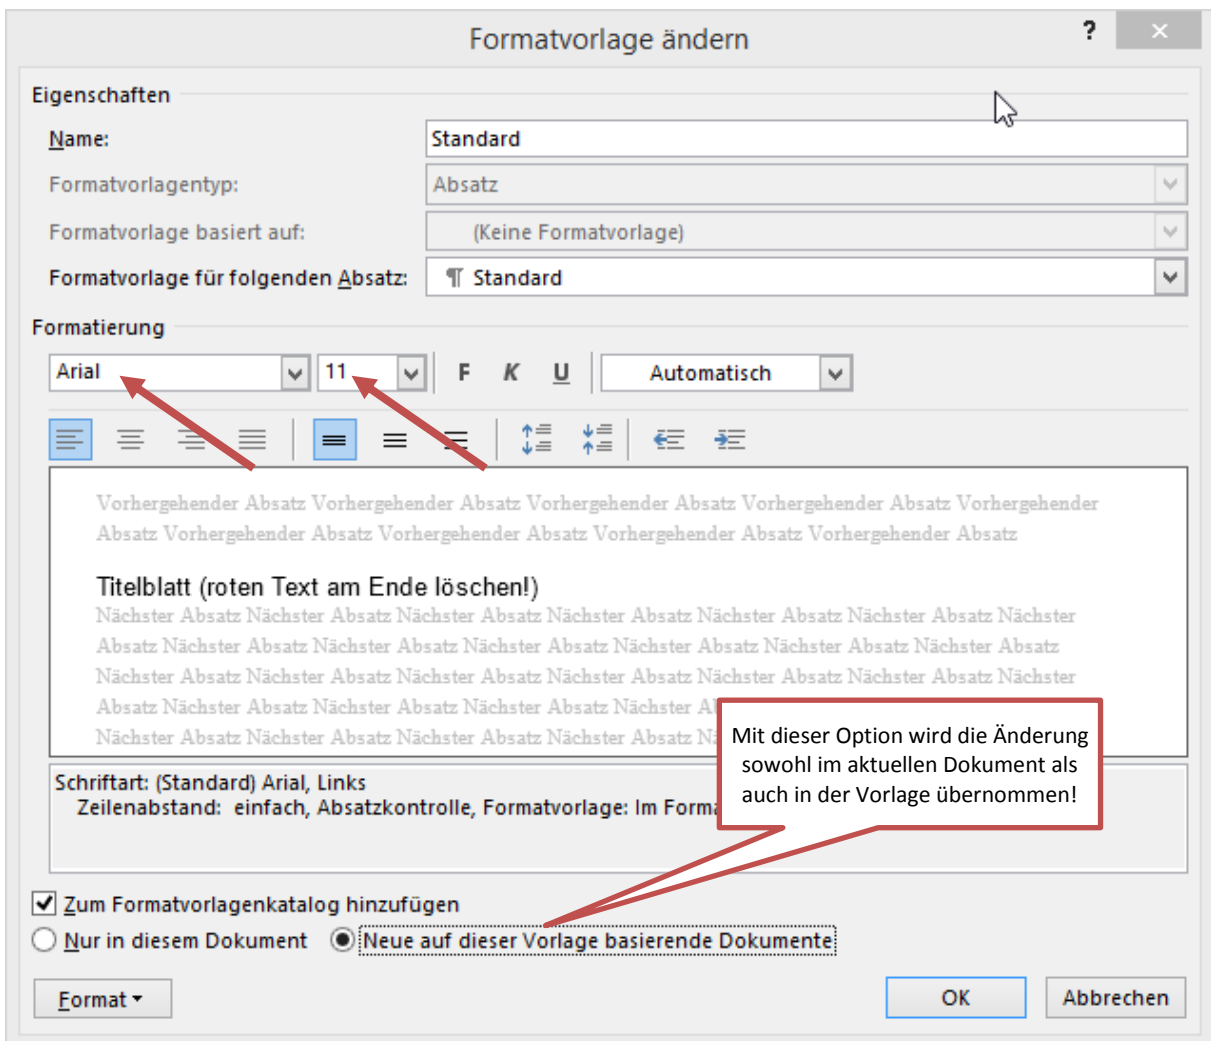 Formatvorlage ändern
?
Eigenschaften
Name: Standard
Formatvorlagentyp: Absatz
Formatvorlage basiert auf: (Keine Formatvorlage)
Formatvorlage für folgenden Absatz: ¶ Standard
Formatierung
Arial 11 F K U Automatisch
Vorhergehender Absatz Vorhergehender Absatz Vorhergehender Absatz Vorhergehender Absatz Vorhergehender
Absatz Vorhergehender Absatz Vorhergehender Absatz Vorhergehender Absatz Vorhergehender Absatz
Titelblatt (roten Text am Ende löschen!)
Nächster Absatz Nächster Absatz Nächster Absatz Nächster Absatz Nächster Absatz Nächster Absatz Nächster
Absatz Nächster Absatz Nächster Absatz Nächster Absatz Nächster Absatz Nächster Absatz Nächster Absatz
Nächster Absatz Nächster Absatz Nächster Absatz Nächster Absatz Nächster Absatz Nächster Absatz Nächster
Absatz Nächster Absatz Nächster Absatz Nächster Absatz Nächster
Nächster Absatz Nächster Absatz Nächster Absatz Nächster Absatz
Mit dieser Option wird die Änderung
sowohl im aktuellen Dokument als
auch in der Vorlage übernommen!
Schriftart: (Standard) Arial, Links
Zeilenabstand: einfach, Absatzkontrolle, Formatvorlage: Im
Zum Formatvorlagenkatalog hinzufügen
Nur in diesem Dokument Neue auf dieser Vorlage basierende Dokumente
Format OK Abbrechen